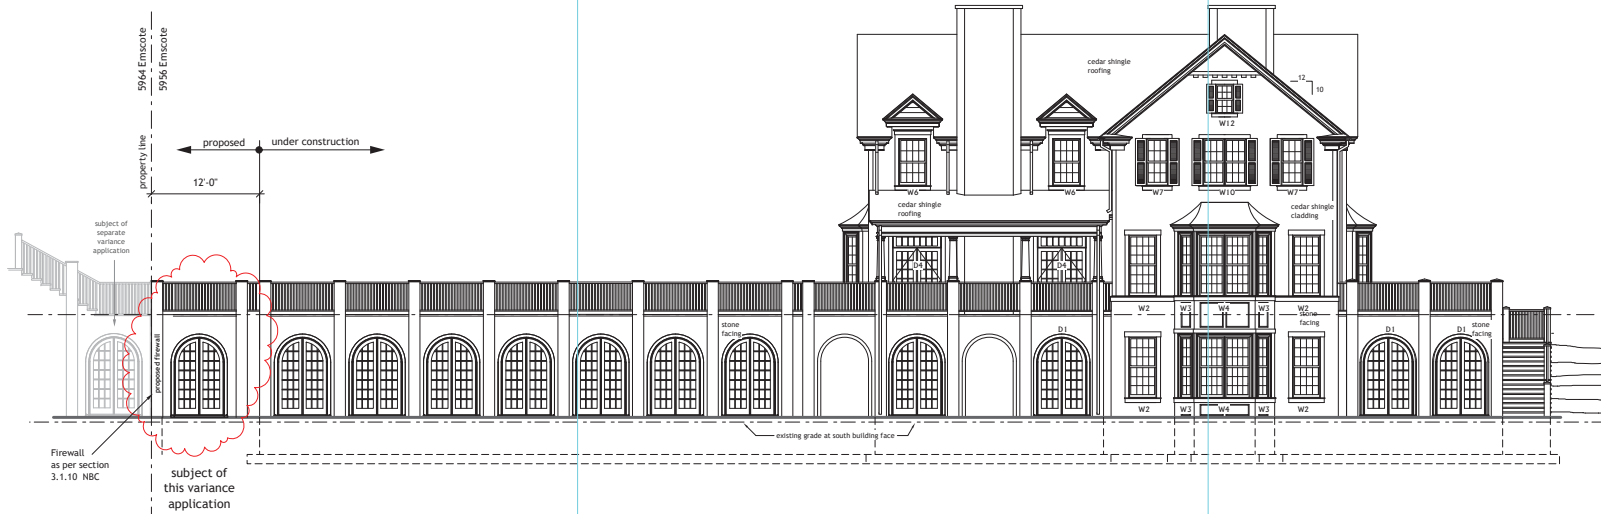 5964 Emscote
5956 Emscote
property line
proposed
under construction
12'-0"
subject of
separate
variance
application
proposed firewall
Firewall
as per section
3.1.10 NBC
subject of
this variance
application
cedar shingle
roofing
12
10
W12
W6
W6
W7
W10
W7
cedar shingle
roofing
cedar shingle
cladding
D4
D4
W2
W3
W4
W3
W2
stone
facing
stone
facing
D1
D1
D1
stone
facing
W2
W3
W4
W3
W2
existing grade at south building face